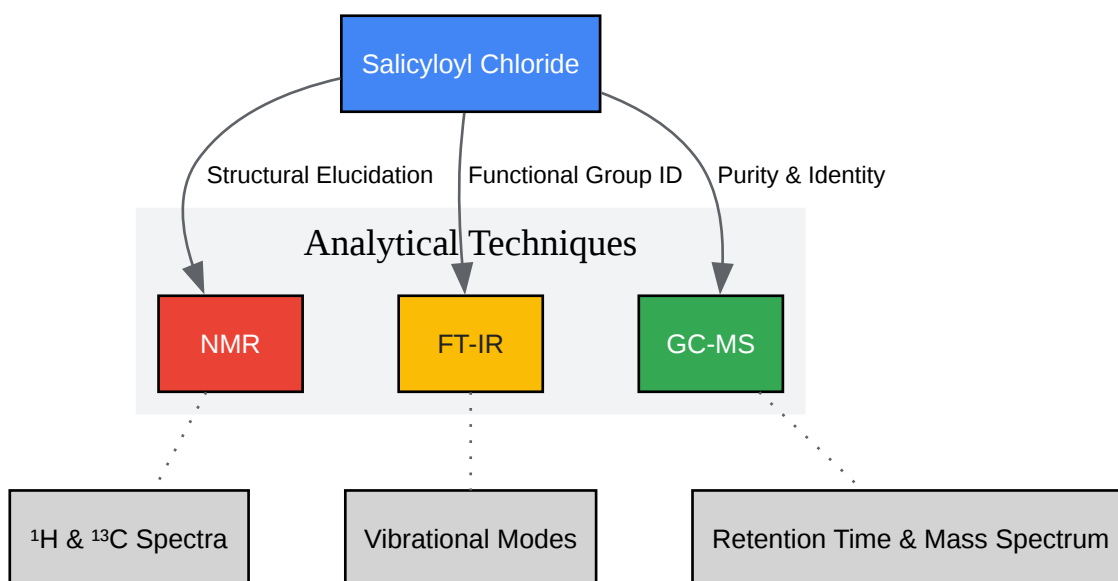 Salicyloyl Chloride
Structural Elucidation
Functional Group ID
Purity & Identity
Analytical Techniques
NMR
FT-IR
GC-MS
¹H & ¹³C Spectra
Vibrational Modes
Retention Time & Mass Spectrum